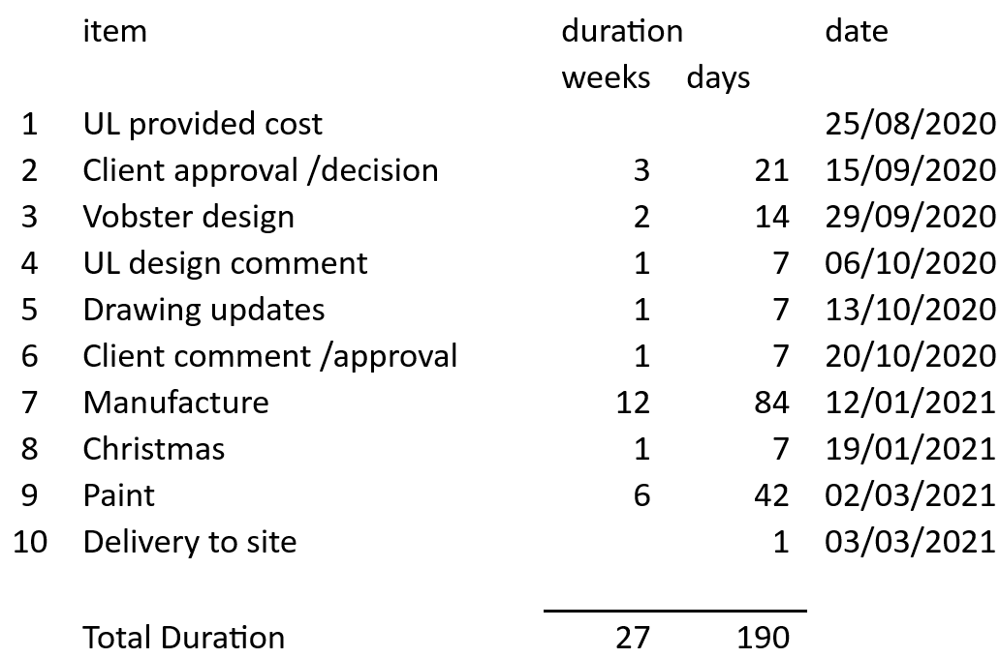 item duration date
weeks days
1 UL provided cost 25/08/2020
2 Client approval /decision 3 21 15/09/2020
3 Vobster design 2 14 29/09/2020
4 UL design comment 1 7 06/10/2020
5 Drawing updates 1 7 13/10/2020
6 Client comment /approval 1 7 20/10/2020
7 Manufacture 12 84 12/01/2021
8 Christmas 1 7 19/01/2021
9 Paint 6 42 02/03/2021
10 Delivery to site 1 03/03/2021
Total Duration 27 190